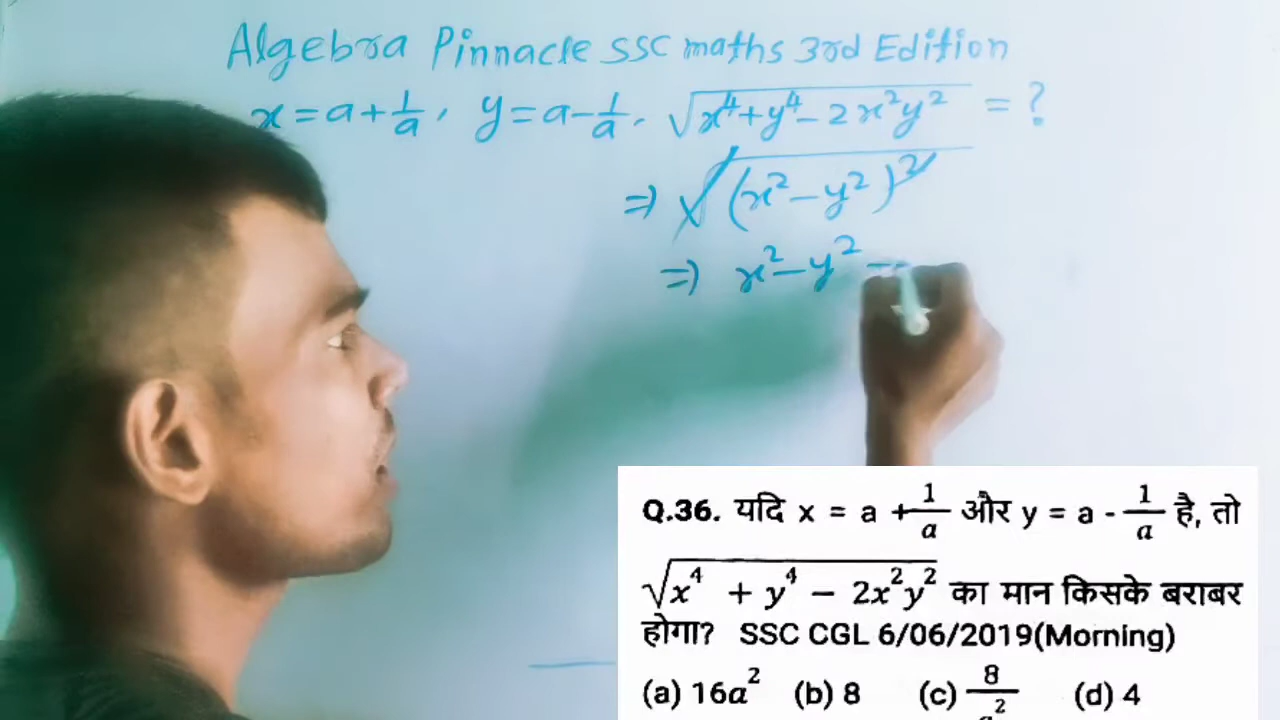 Algebra Pinnacle SSC maths 3rd Edition
x = a + 1/a, y = a - 1/a, √(x⁴ + y⁴ - 2x²y²) = ?
⇒ √(x² - y²)²
⇒ x² - y² -
Q.36. यदि x = a + 1/a और y = a - 1/a है, तो
√(x⁴ + y⁴ − 2x²y²) का मान किसके बराबर
होगा? SSC CGL 6/06/2019(Morning)
(a) 16a² (b) 8 (c) 8/a² (d) 4